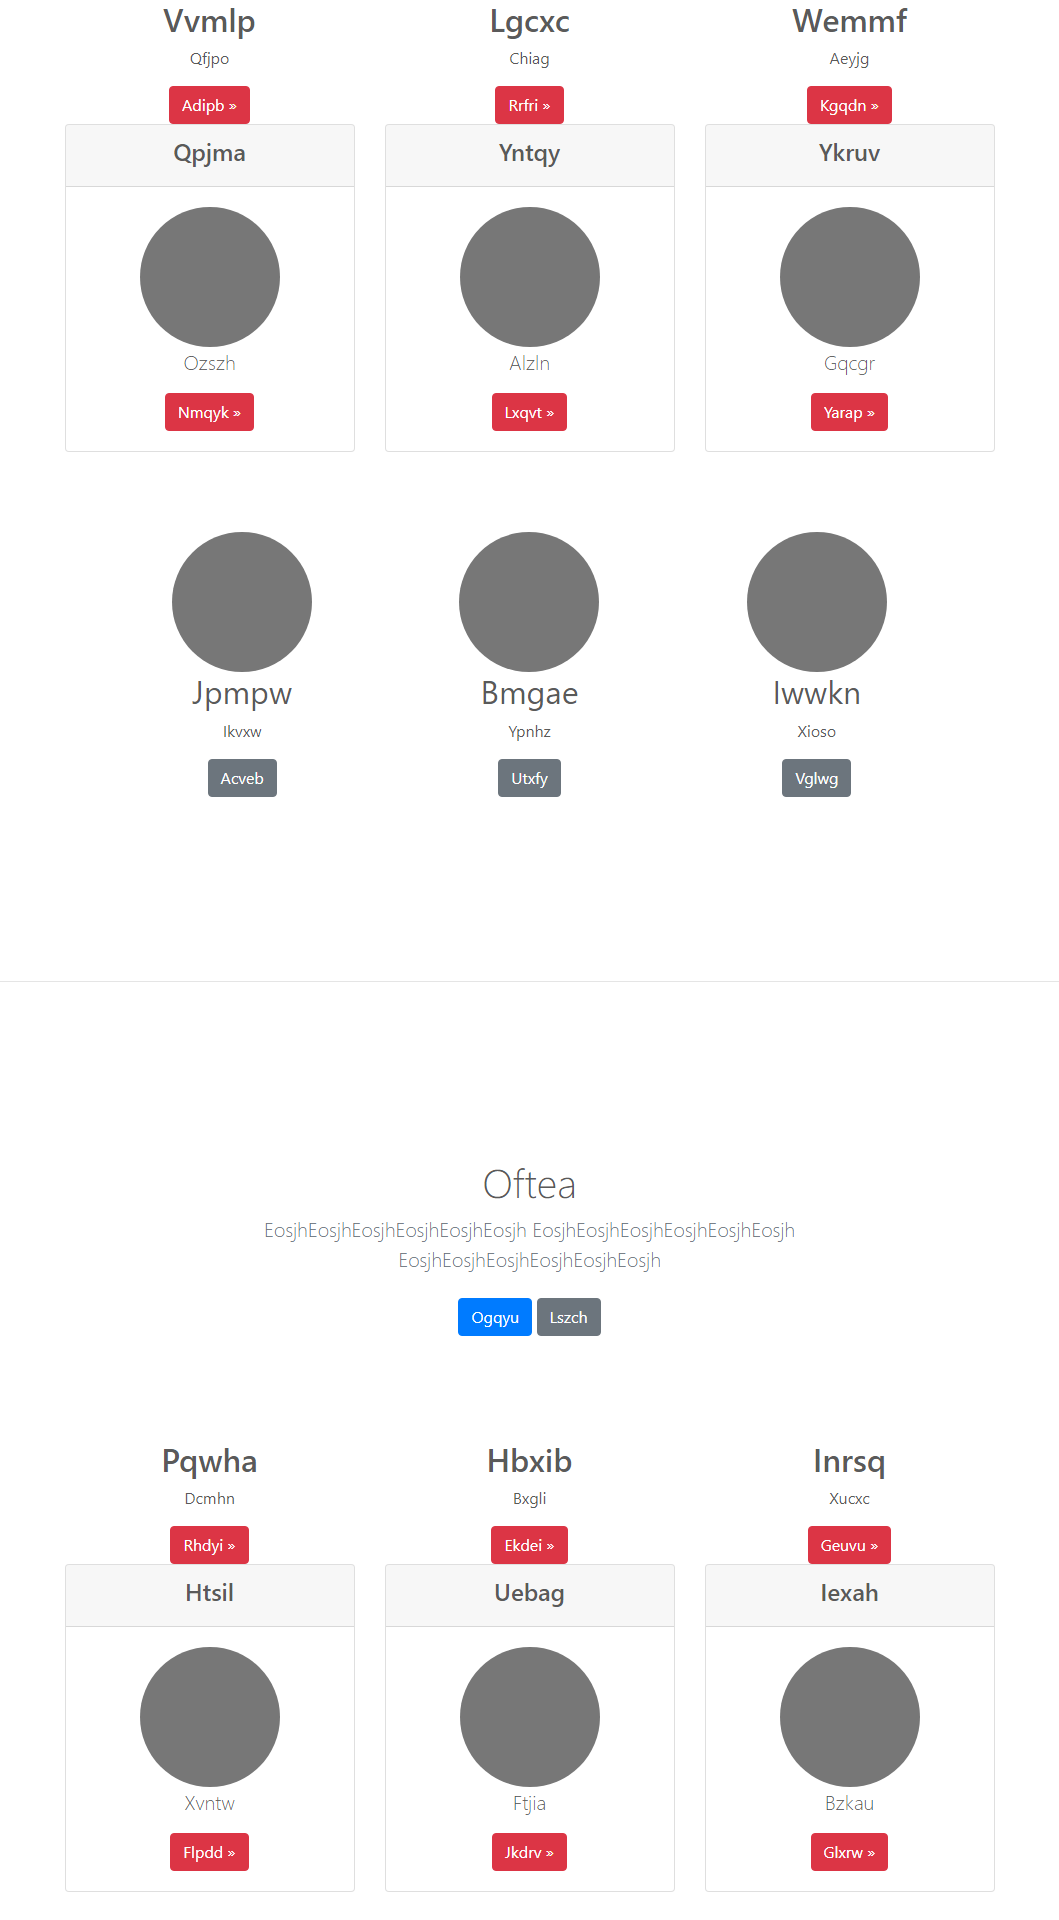 Vvmlp Lgcxc Wemmf
Qfjpo Chiag Aeyjg
Adipb » Rrfri » Kgqdn »
Qpjma Yntqy Ykruv
Ozszh Alzln Gqcgr
Nmqyk » Lxqvt » Yarap »
Jpmpw Bmgae Iwwkn
Ikvxw Ypnhz Xioso
Acveb Utxfy Vglwg
Oftea
EosjhEosjhEosjhEosjhEosjhEosjh EosjhEosjhEosjhEosjhEosjhEosjh
EosjhEosjhEosjhEosjhEosjhEosjh
Ogqyu Lszch
Pqwha Hbxib Inrsq
Dcmhn Bxgli Xucxc
Rhdyi » Ekdei » Geuvu »
Htsil Uebag Iexah
Xvntw Ftjia Bzkau
Flpdd » Jkdrv » Glxrw »